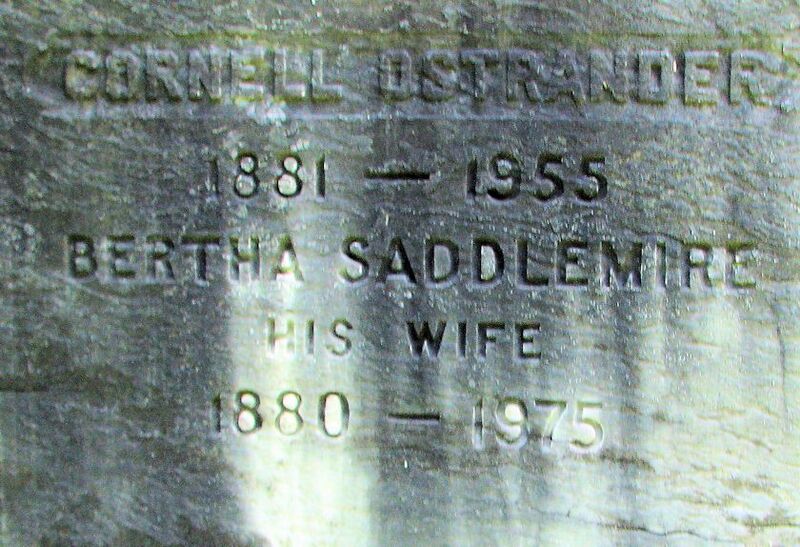 CORNELL OSTRANDER
1881 — 1955
BERTHA SADDLEMIRE
HIS WIFE
1880 — 1975